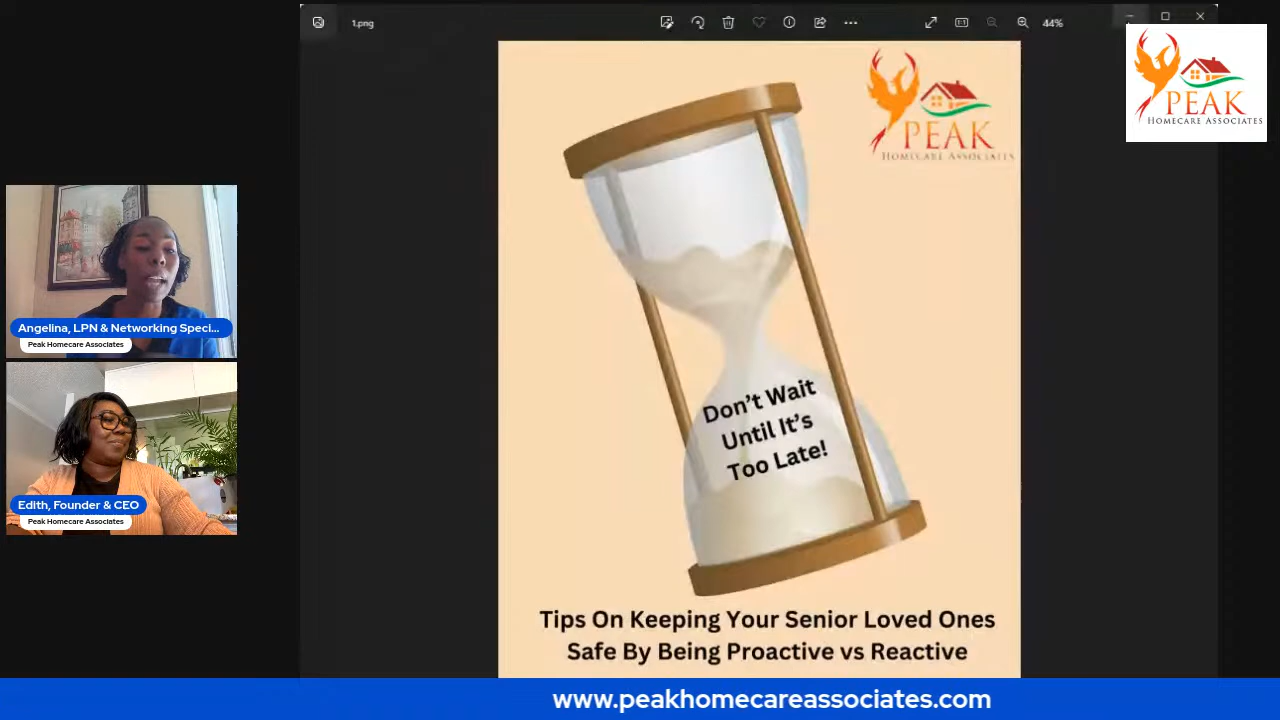 1.png
44%
PEAK
HOMECARE ASSOCIATES
PEAK
HOMECARE ASSOCIATES
Angelina, LPN & Networking Speci...
Peak Homecare Associates
Don't Wait
Until It's
Too Late!
Edith, Founder & CEO
Peak Homecare Associates
Tips On Keeping Your Senior Loved Ones
Safe By Being Proactive vs Reactive
www.peakhomecareassociates.com